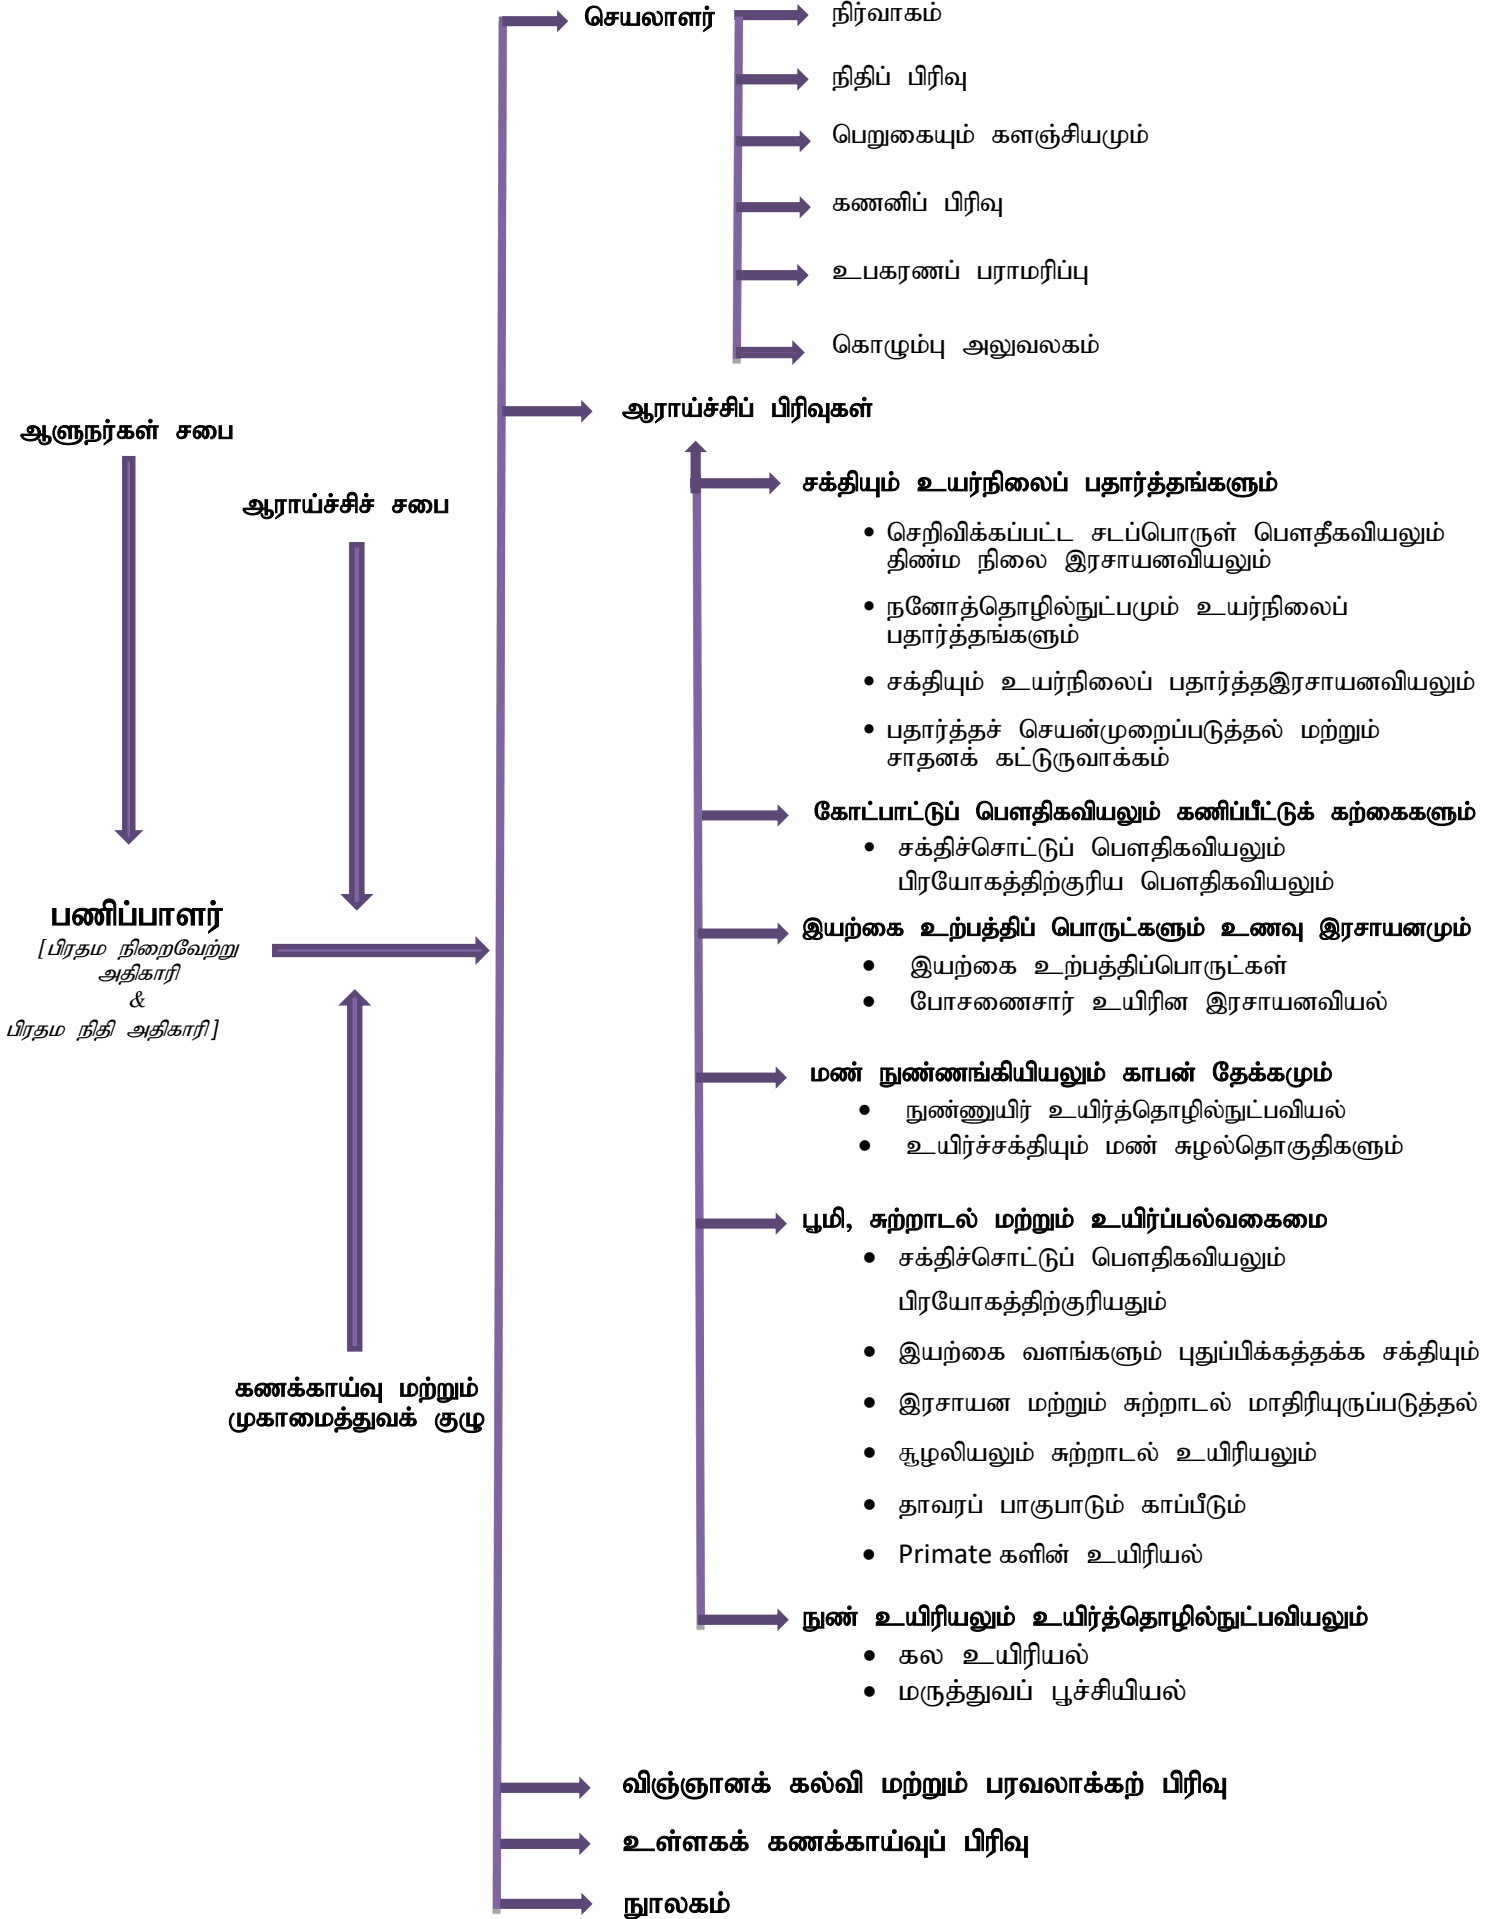 செயலாளர்
நிர்வாகம்
நிதிப் பிரிவு
பெறுகையும் களஞ்சியமும்
கணனிப் பிரிவு
உபகரணப் பராமரிப்பு
கொழும்பு அலுவலகம்
ஆளுநர்கள் சபை
ஆராய்ச்சிச் சபை
பணிப்பாளர்
[பிரதம நிறைவேற்று
அதிகாரி
&
பிரதம நிதி அதிகாரி]
கணக்காய்வு மற்றும்
முகாமைத்துவக் குழு
ஆராய்ச்சிப் பிரிவுகள்
சக்தியும் உயர்நிலைப் பதார்த்தங்களும்
• செறிவிக்கப்பட்ட சடப்பொருள் பௌதீகவியலும்
திண்ம நிலை இரசாயனவியலும்
• நனோத்தொழில்நுட்பமும் உயர்நிலைப்
பதார்த்தங்களும்
• சக்தியும் உயர்நிலைப் பதார்த்தஇரசாயனவியலும்
• பதார்த்தச் செயன்முறைப்படுத்தல் மற்றும்
சாதனக் கட்டுருவாக்கம்
கோட்பாட்டுப் பௌதிகவியலும் கணிப்பீட்டுக் கற்கைகளும்
• சக்திச்சொட்டுப் பௌதிகவியலும்
பிரயோகத்திற்குரிய பௌதிகவியலும்
இயற்கை உற்பத்திப் பொருட்களும் உணவு இரசாயனமும்
• இயற்கை உற்பத்திப்பொருட்கள்
• போசணைசார் உயிரின இரசாயனவியல்
மண் நுண்ணங்கியியலும் காபன் தேக்கமும்
• நுண்ணுயிர் உயிர்த்தொழில்நுட்பவியல்
• உயிர்ச்சக்தியும் மண் சுழல்தொகுதிகளும்
பூமி, சுற்றாடல் மற்றும் உயிர்ப்பல்வகைமை
• சக்திச்சொட்டுப் பௌதிகவியலும்
பிரயோகத்திற்குரியதும்
• இயற்கை வளங்களும் புதுப்பிக்கத்தக்க சக்தியும்
• இரசாயன மற்றும் சுற்றாடல் மாதிரியுருப்படுத்தல்
• சூழலியலும் சுற்றாடல் உயிரியலும்
• தாவரப் பாகுபாடும் காப்பீடும்
• Primate களின் உயிரியல்
நுண் உயிரியலும் உயிர்த்தொழில்நுட்பவியலும்
• கல உயிரியல்
• மருத்துவப் பூச்சியியல்
விஞ்ஞானக் கல்வி மற்றும் பரவலாக்கற் பிரிவு
உள்ளகக் கணக்காய்வுப் பிரிவு
நூலகம்